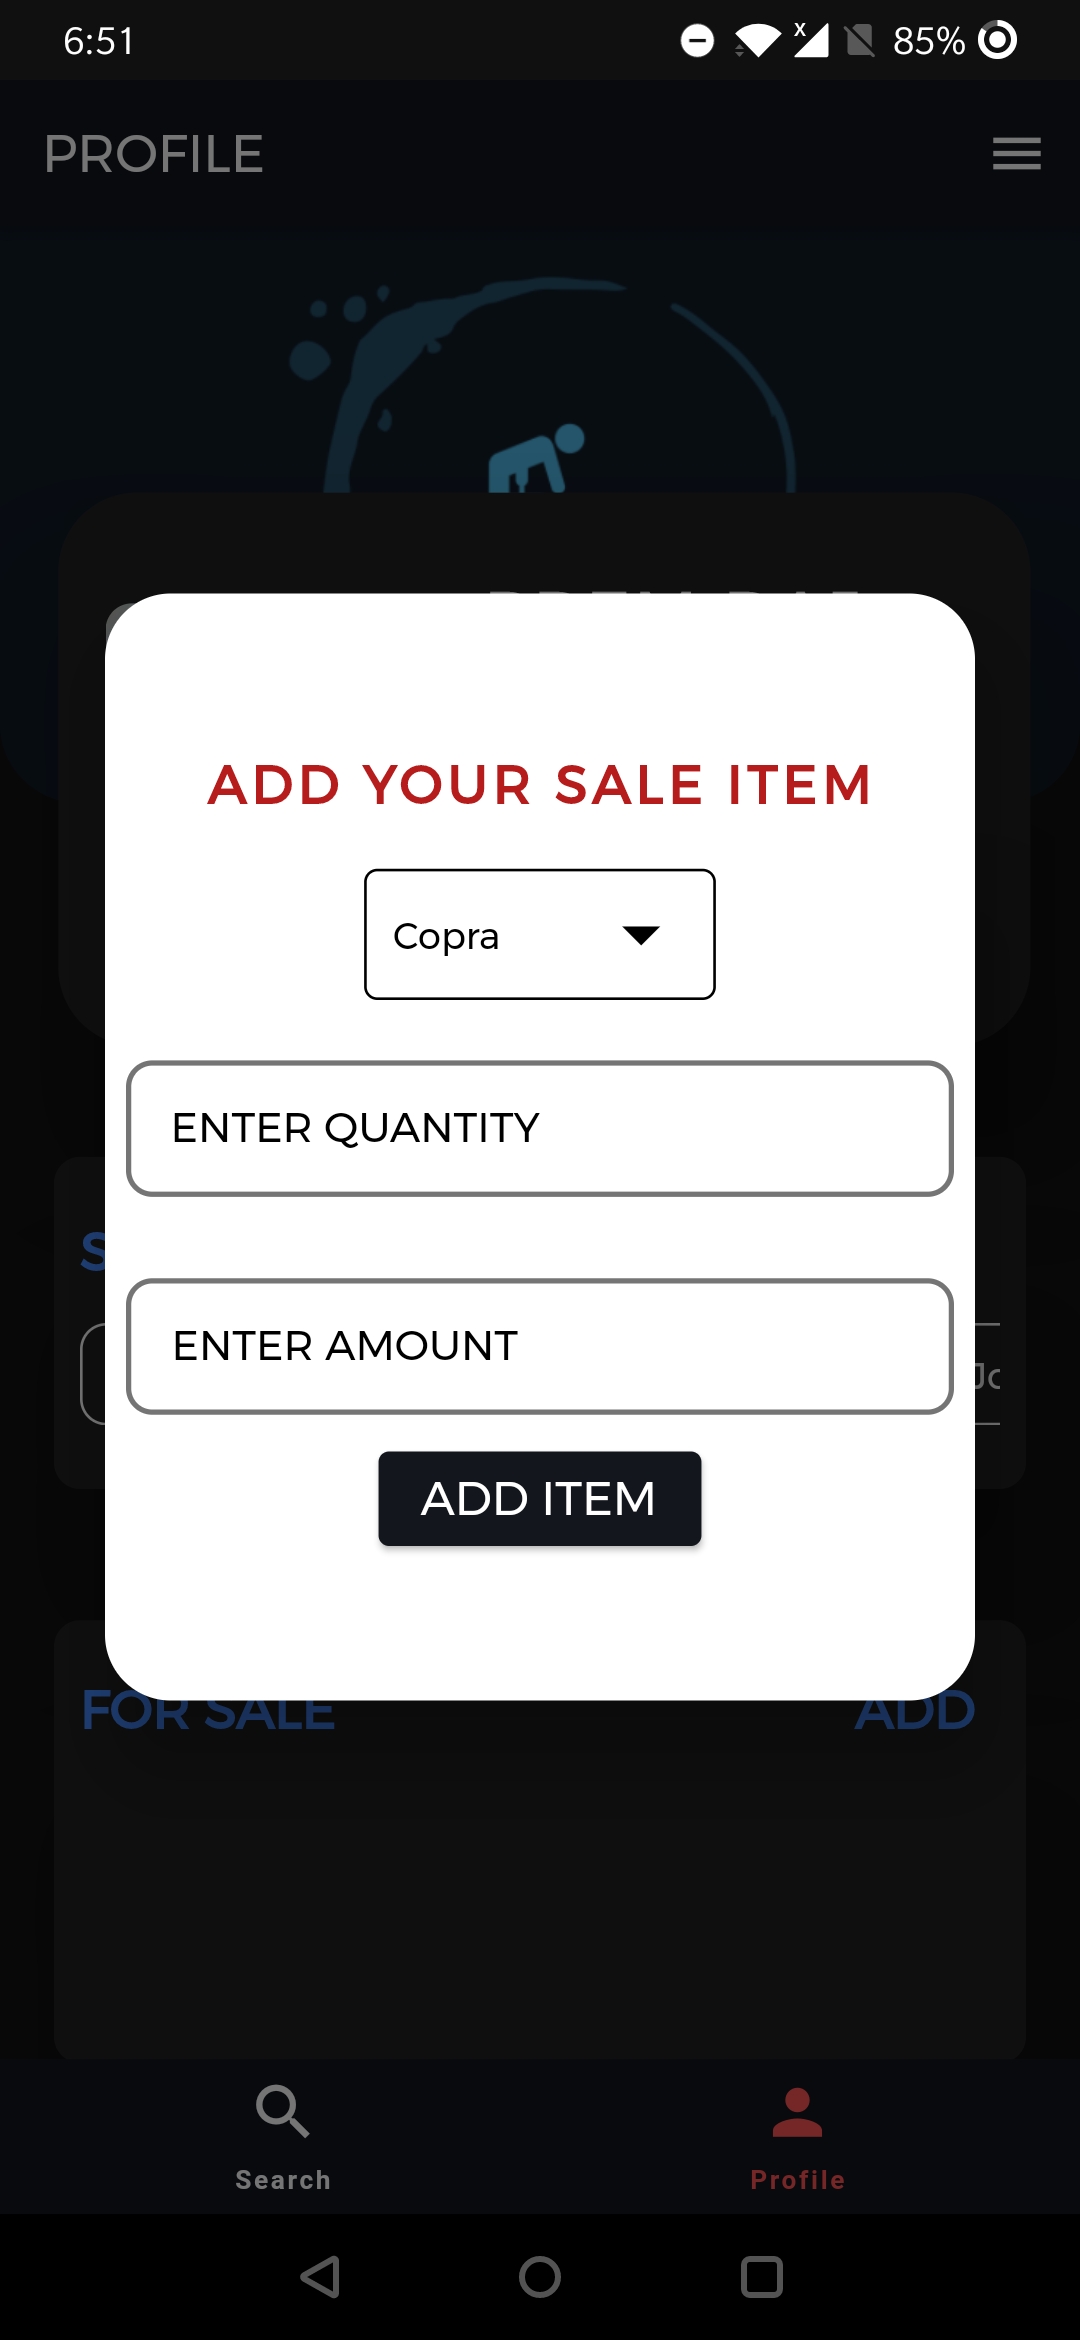 6:51
85%
PROFILE
ADD YOUR SALE ITEM
Copra
ENTER QUANTITY
ENTER AMOUNT
ADD ITEM
FOR SALE ADD
Search Profile